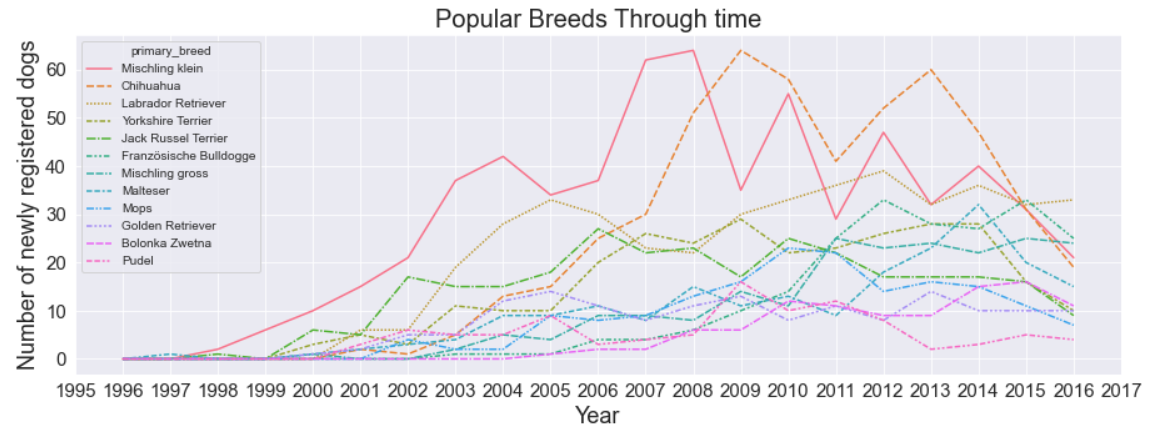 Popular Breeds Through time
Number of newly registered dogs
60
50
40
30
20
10
0
primary_breed
Mischling klein
Chihuahua
Labrador Retriever
Yorkshire Terrier
Jack Russel Terrier
Französische Bulldogge
Mischling gross
Malteser
Mops
Golden Retriever
Bolonka Zwetna
Pudel
1995 1996 1997 1998 1999 2000 2001 2002 2003 2004 2005 2006 2007 2008 2009 2010 2011 2012 2013 2014 2015 2016 2017
Year